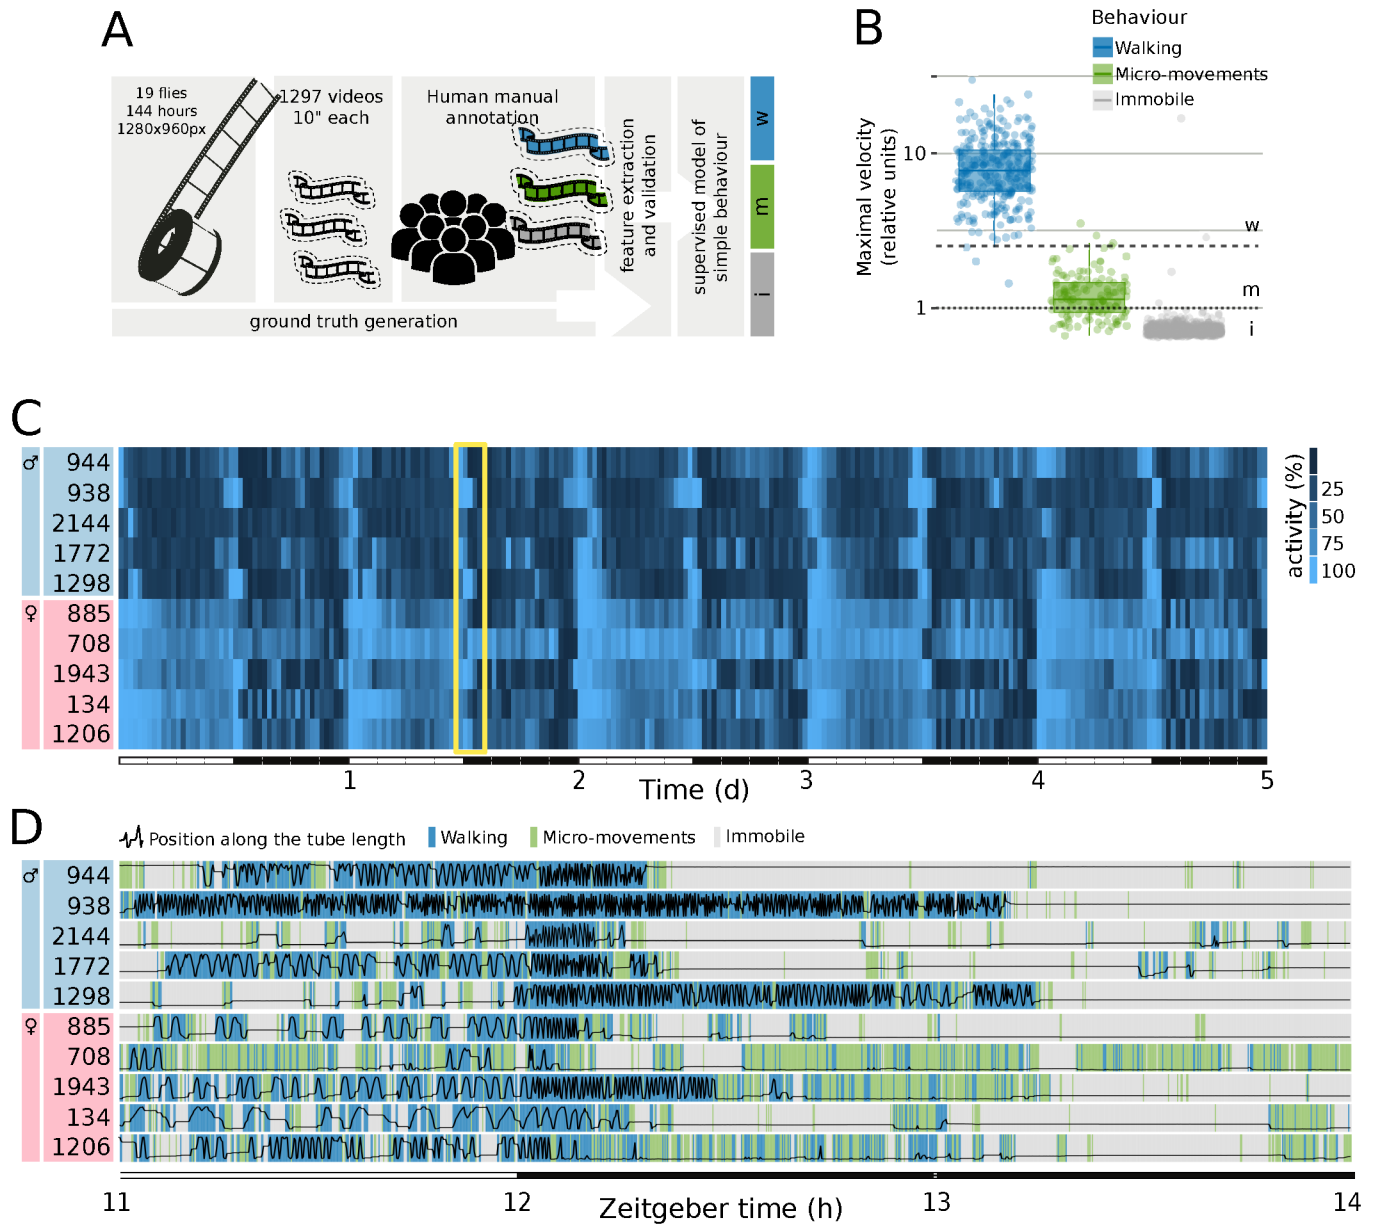 A
19 flies
144 hours
1280x960px
1297 videos
10" each
Human manual
annotation
feature extraction
and validation
supervised model of
simple behaviour
w
m
i
ground truth generation
B
Behaviour
Walking
Micro-movements
Immobile
Maximal velocity
(relative units)
10
1
w
m
i
C
♂
944
938
2144
1772
1298
♀
885
708
1943
134
1206
activity (%)
25
50
75
100
1
2
3
4
5
Time (d)
D
Position along the tube length
Walking
Micro-movements
Immobile
♂
944
938
2144
1772
1298
♀
885
708
1943
134
1206
11
12
13
14
Zeitgeber time (h)